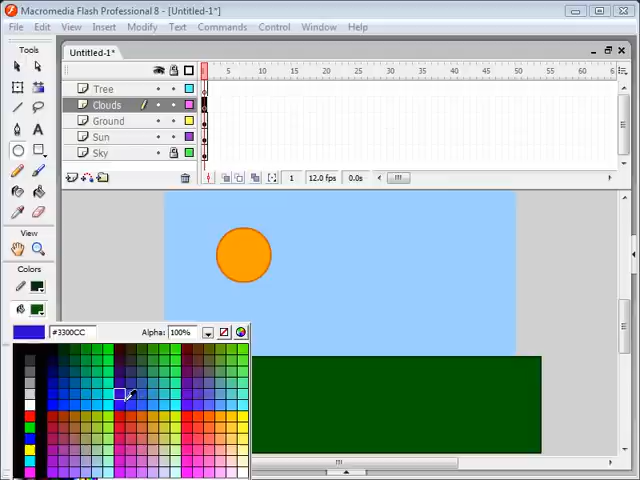 Macromedia Flash Professional 8 - [Untitled-1*]
File Edit View Insert Modify Text Commands Control Window Help
Tools
Untitled-1*
1 5 10 15 20 25 30 35 40 45 50 55 60 6
Tree
Clouds
Ground
Sun
Sky
1 12.0 fps 0.0s
View
Colors
#3300CC Alpha: 100%